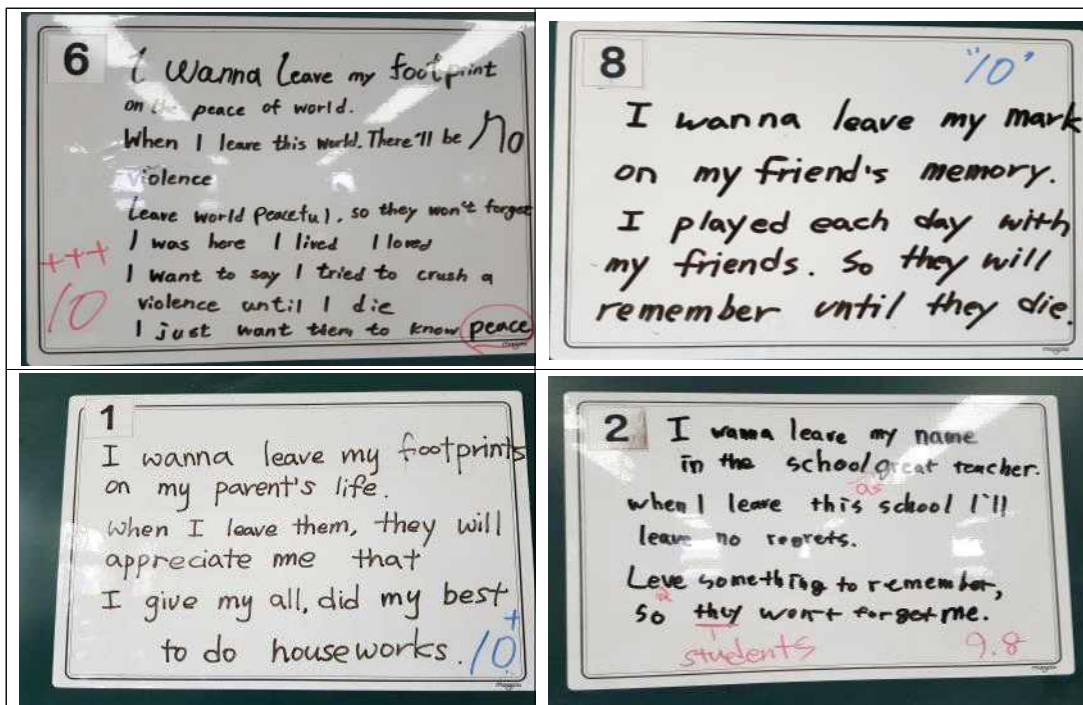 6
I wanna leave my footprint
on the peace of world.
When I leave this world. There'll be No
violence
Leave world peaceful, so they won't forget
I was here I lived I loved
I want to say I tried to crush a
violence until I die
I just want them to know peace
+++
10
8
"10"
I wanna leave my mark
on my friend's memory.
I played each day with
my friends. So they will
remember until they die.
1
I wanna leave my footprints
on my parent's life.
When I leave them, they will
appreciate me that
I give my all, did my best
to do houseworks. 10+
2
I wanna leave my name
in the school great teacher.
as
when I leave this school I'll
leave no regrets.
Leve something to remember,
a
so they won't forget me.
students
9.8